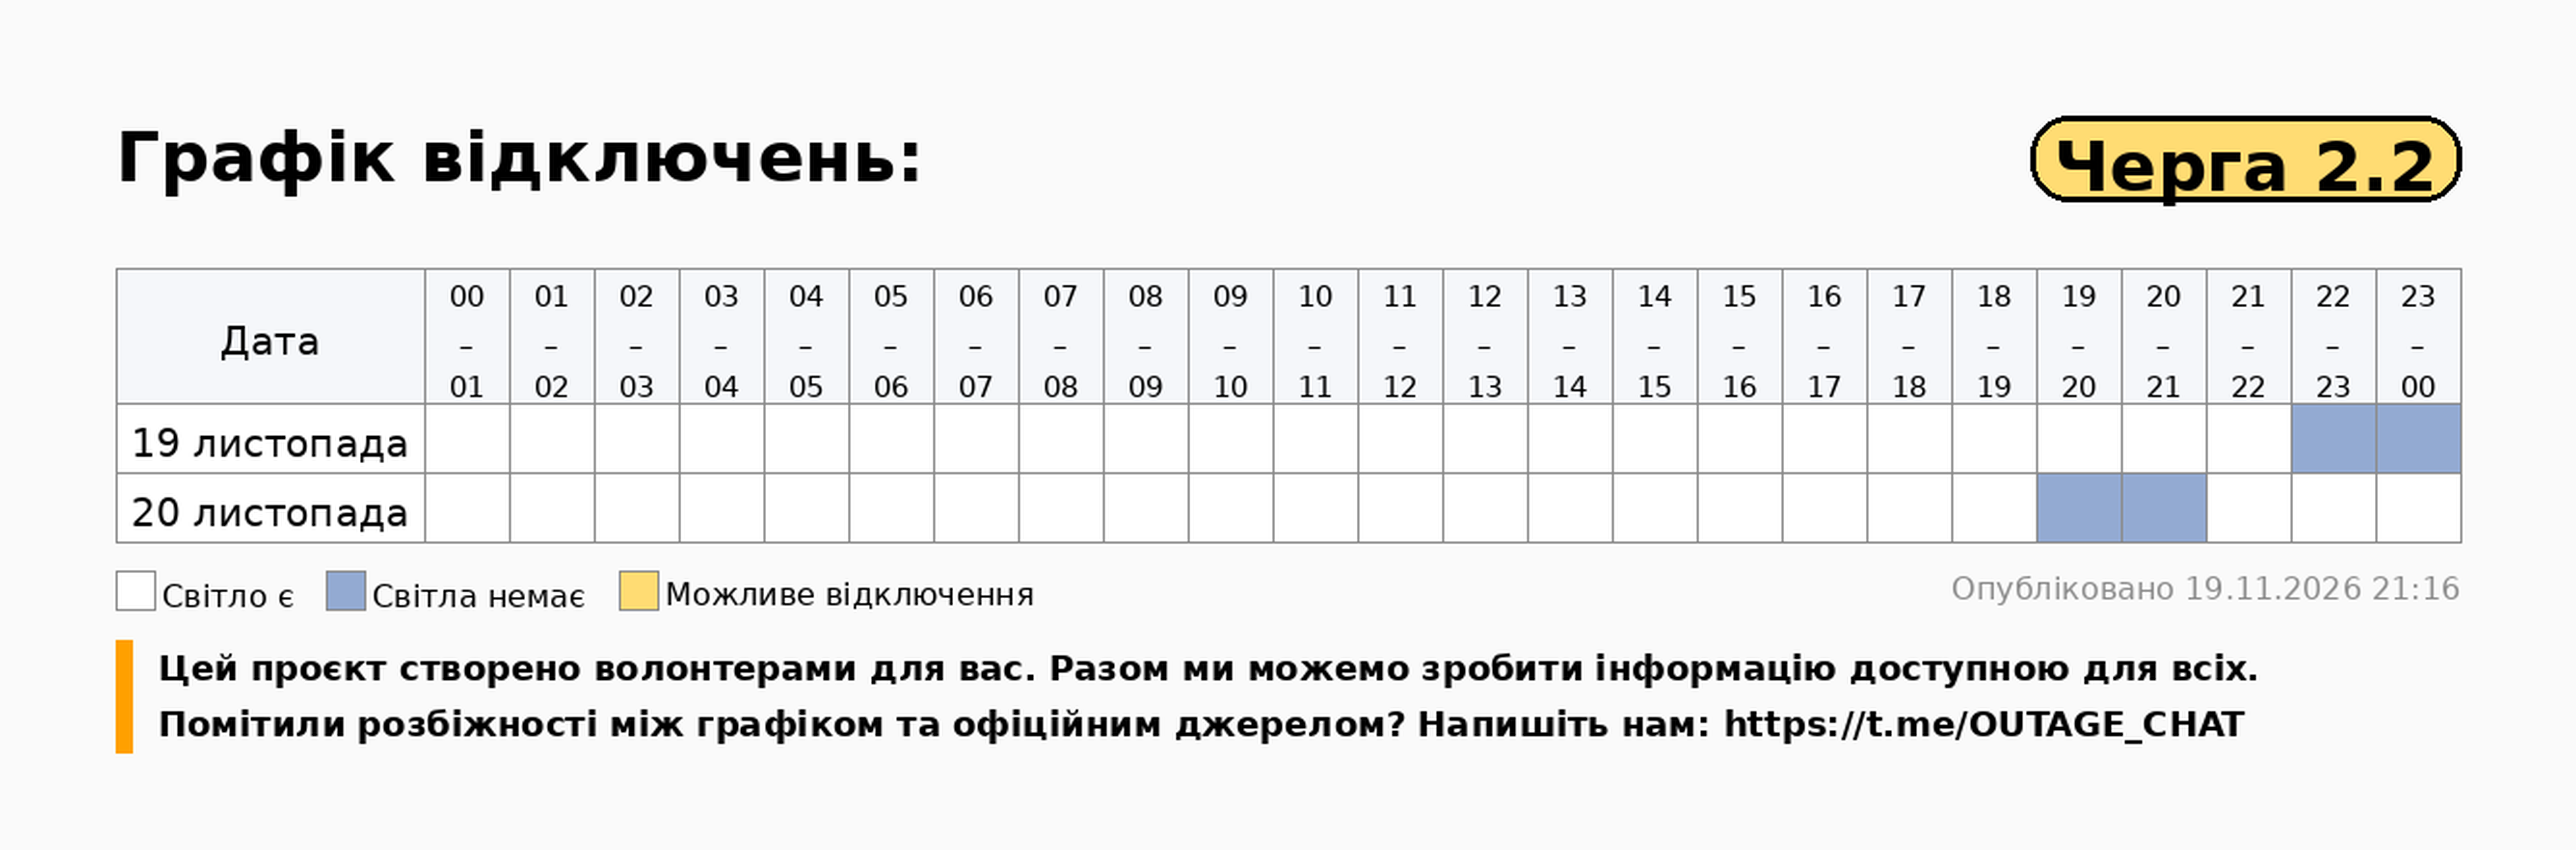 Графік відключень:
Черга 2.2
Дата
00 – 01
01 – 02
02 – 03
03 – 04
04 – 05
05 – 06
06 – 07
07 – 08
08 – 09
09 – 10
10 – 11
11 – 12
12 – 13
13 – 14
14 – 15
15 – 16
16 – 17
17 – 18
18 – 19
19 – 20
20 – 21
21 – 22
22 – 23
23 – 00
19 листопада
20 листопада
Світло є
Світла немає
Можливе відключення
Опубліковано 19.11.2026 21:16
Цей проєкт створено волонтерами для вас. Разом ми можемо зробити інформацію доступною для всіх.
Помітили розбіжності між графіком та офіційним джерелом? Напишіть нам: https://t.me/OUTAGE_CHAT